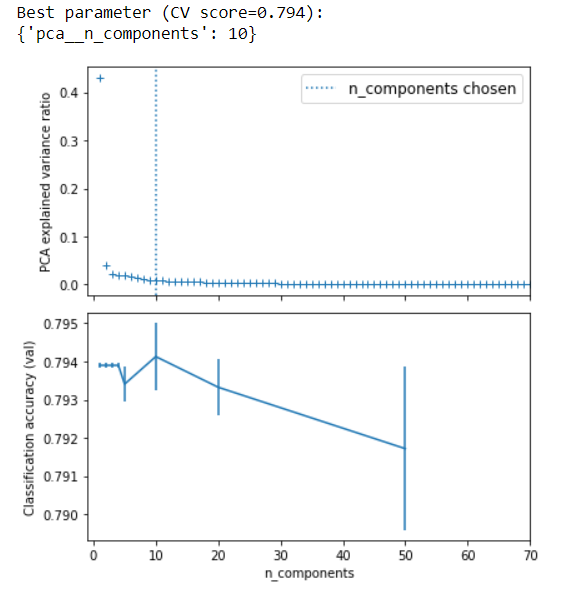 Best parameter (CV score=0.794):
{'pca__n_components': 10}
n_components chosen
PCA explained variance ratio
0.4
0.3
0.2
0.1
0.0
Classification accuracy (val)
0.795
0.794
0.793
0.792
0.791
0.790
0 10 20 30 40 50 60 70
n_components